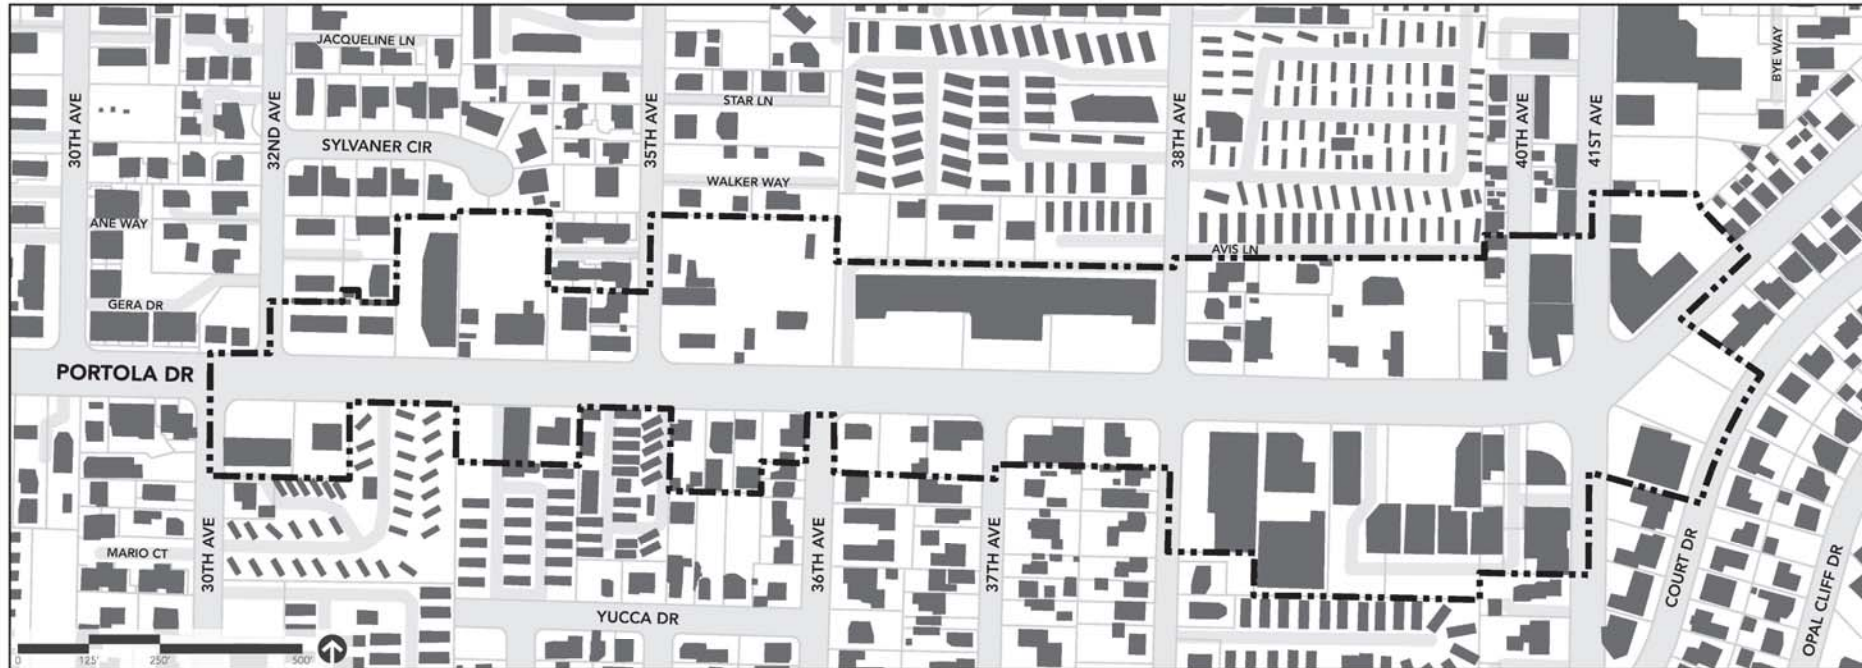 JACQUELINE LN
BYE WAY
30TH AVE
32ND AVE
35TH AVE
STAR LN
38TH AVE
40TH AVE
41ST AVE
SYLVANER CIR
WALKER WAY
ANE WAY
AVIS LN
GERA DR
PORTOLA DR
30TH AVE
MARIO CT
36TH AVE
37TH AVE
COURT DR
OPAL CLIFF DR
YUCCA DR
0 125' 250' 500'